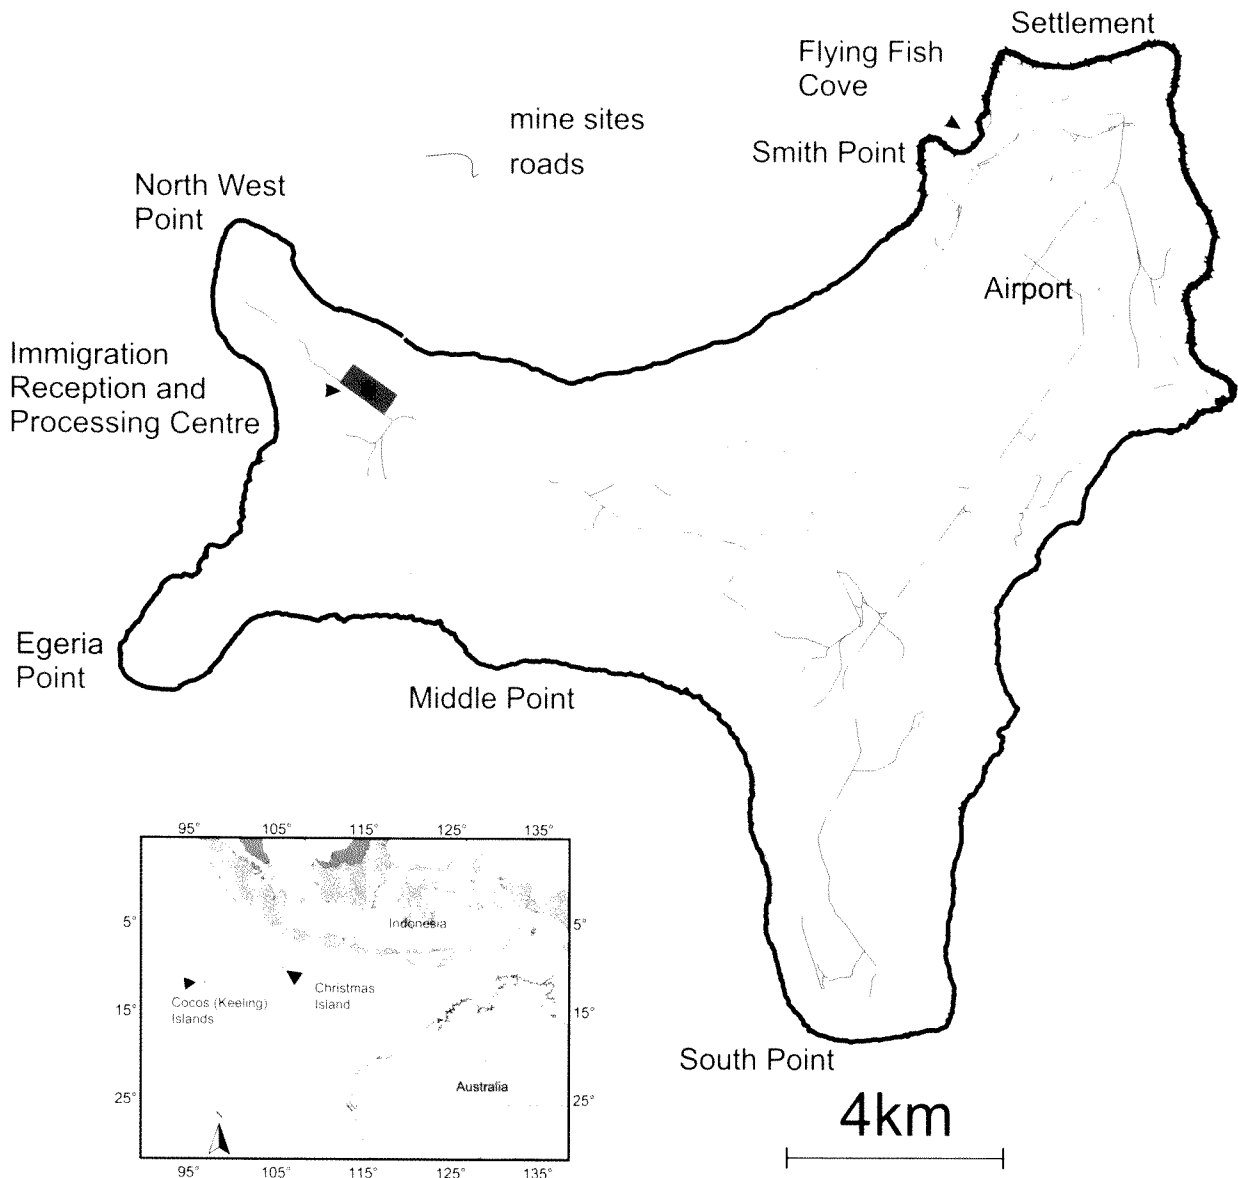 Settlement
Flying Fish
Cove
mine sites
Smith Point
roads
North West
Point
Airport
Immigration
Reception and
Processing Centre
Egeria
Point
Middle Point
95° 105° 115° 125° 135°
5° Indonesia 5°
Cocos (Keeling)
Islands
Christmas
Island
15° 15°
Australia
25° 25°
95° 105° 115° 125° 135°
South Point
4km